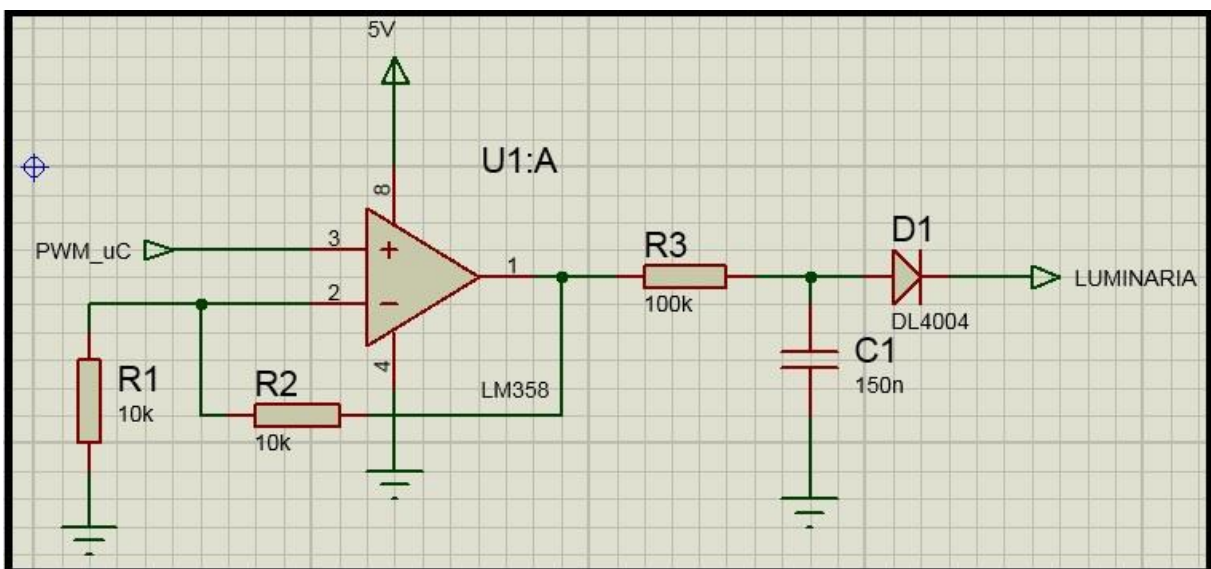 5V
U1:A
8
PWM_uC
3
+
1
2
−
4
LM358
R1
10k
R2
10k
R3
100k
D1
DL4004
LUMINARIA
C1
150n